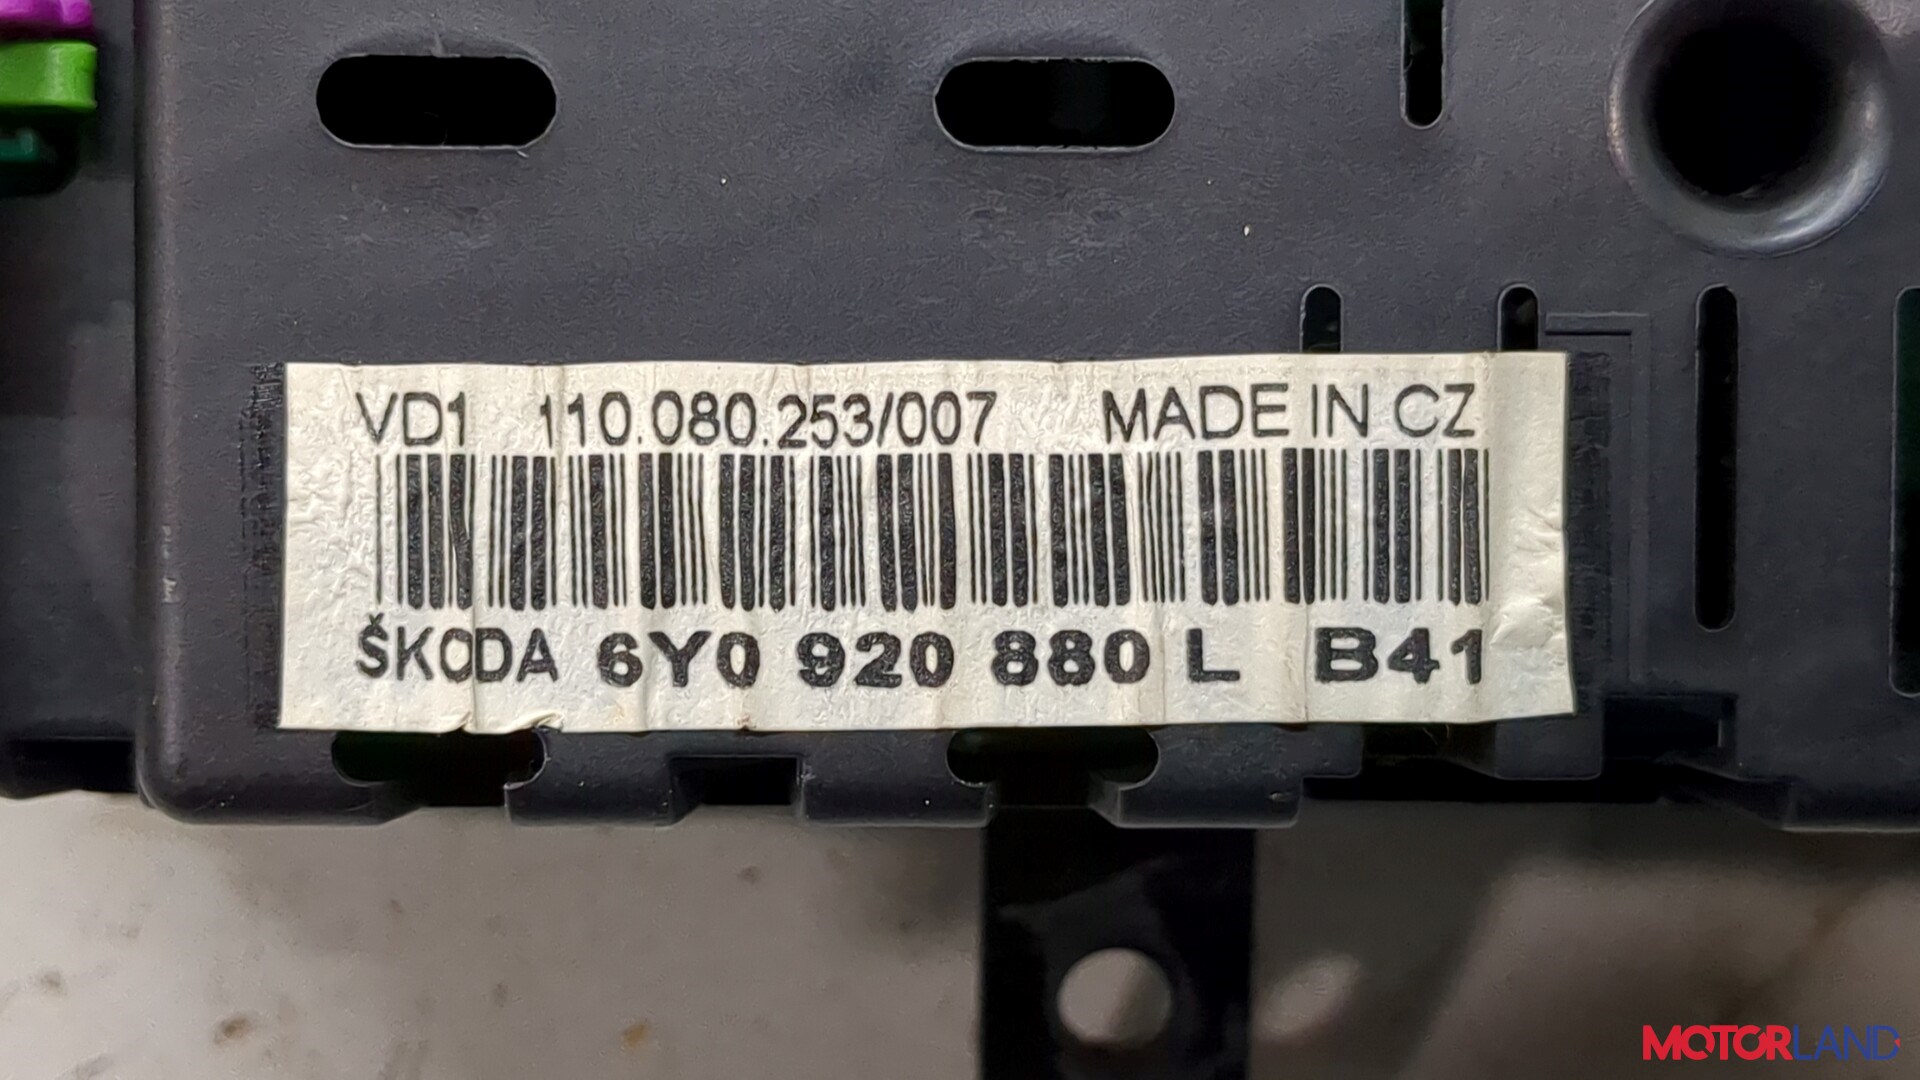 VD1 110.080.253/007 MADE IN CZ
ŠKODA 6Y0 920 880 L B41
MOTORLAND